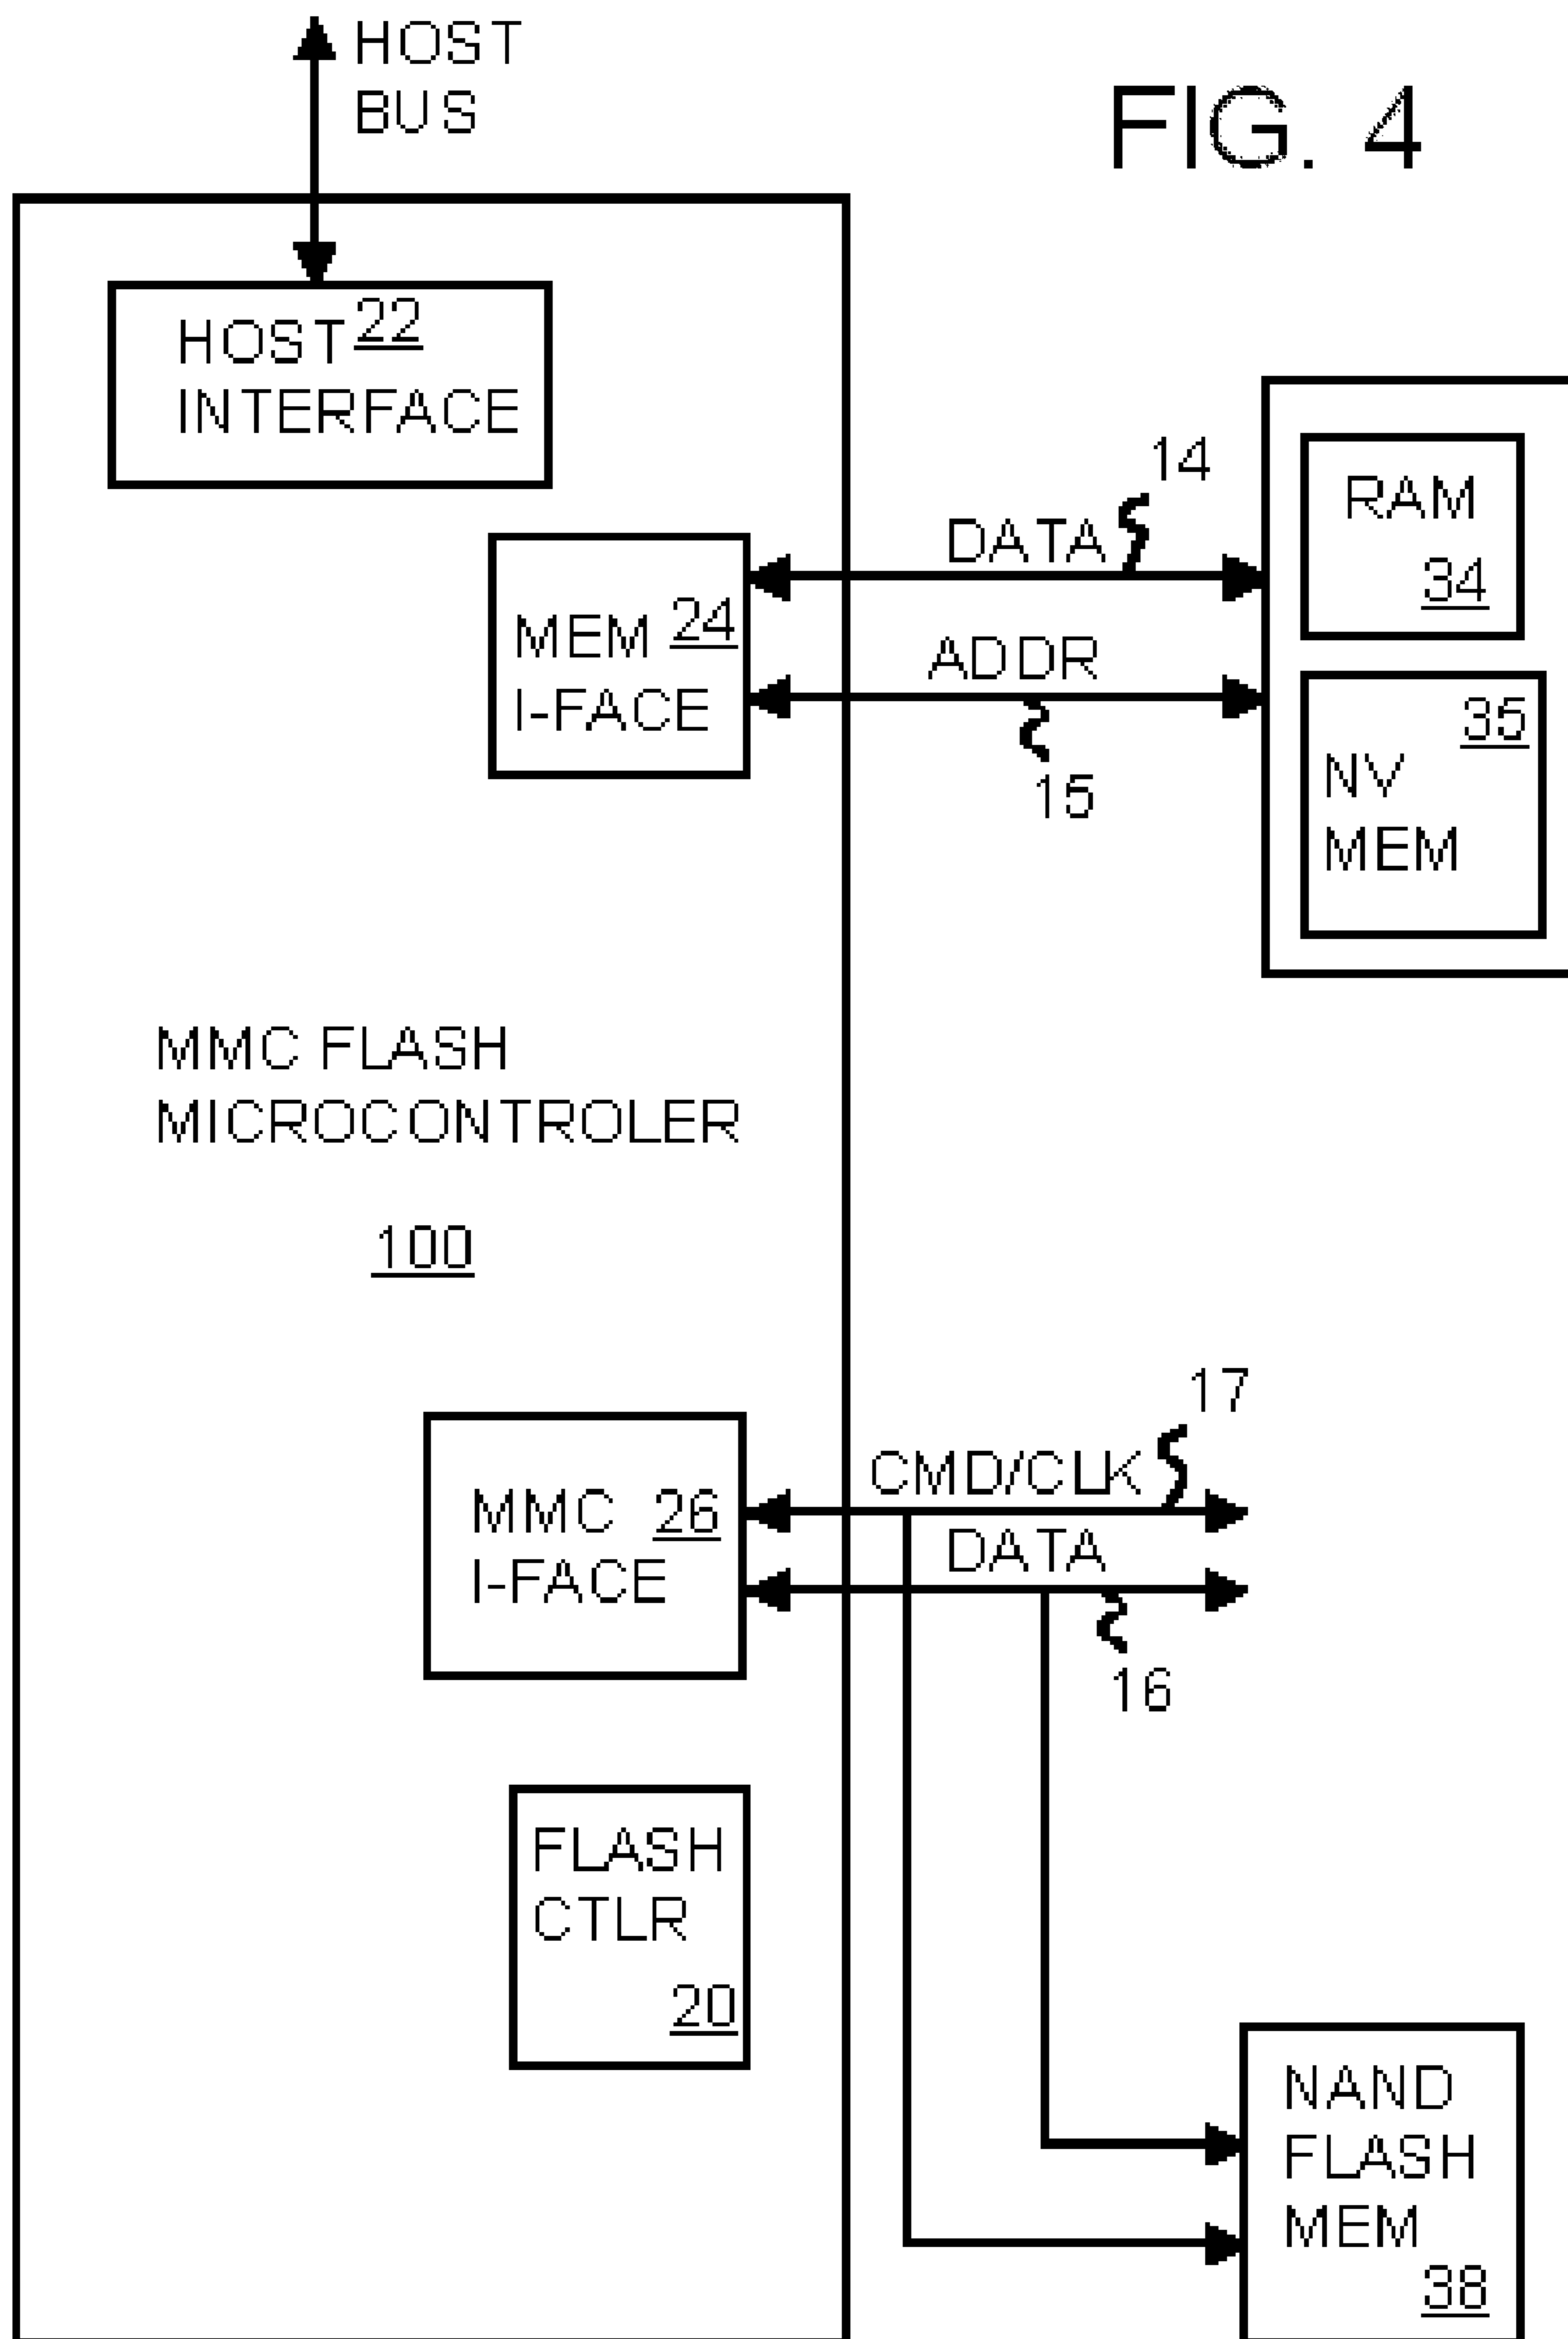 HOST
BUS
FIG. 4
HOST 22
INTERFACE
14
DATA
RAM
34
MEM 24
I-FACE
ADDR
15
35
NV
MEM
MMC FLASH
MICROCONTROLER
100
17
CMD/CLK
MMC 26
I-FACE
DATA
16
FLASH
CTLR
20
NAND
FLASH
MEM
38